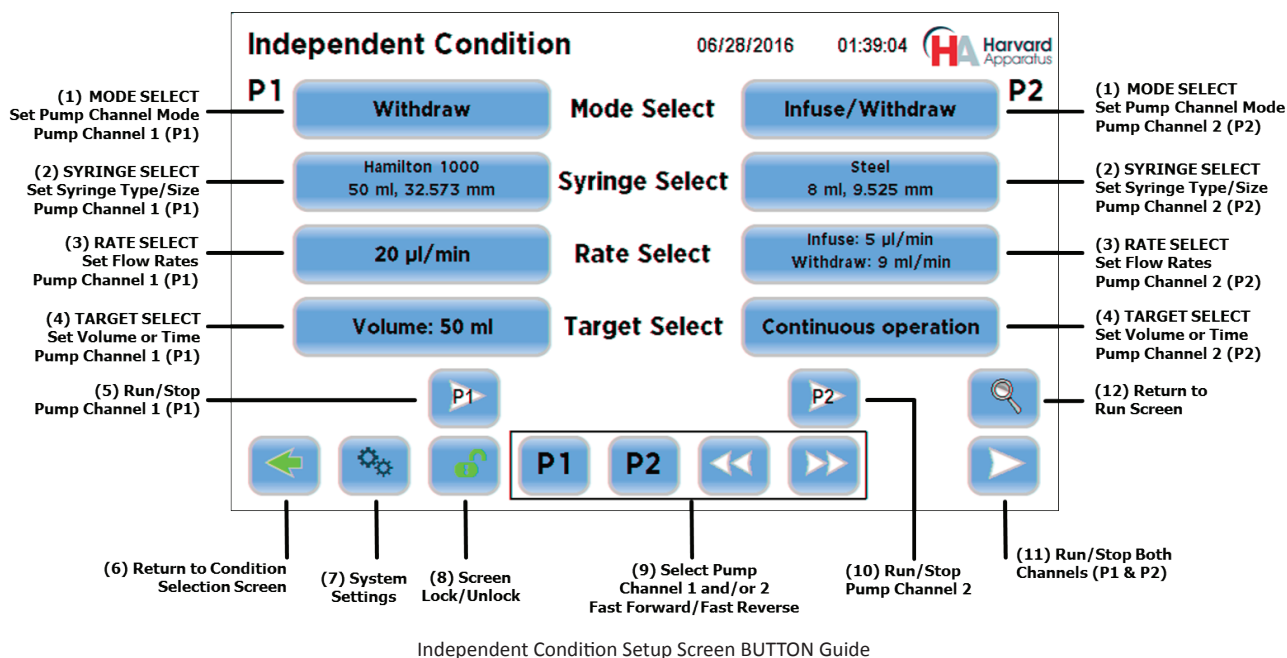 Independent Condition
06/28/2016
01:39:04
HA Harvard
Apparatus
P1
P2
Withdraw
Mode Select
Infuse/Withdraw
Hamilton 1000
50 ml, 32.573 mm
Syringe Select
Steel
8 ml, 9.525 mm
20 µl/min
Rate Select
Infuse: 5 µl/min
Withdraw: 9 ml/min
Volume: 50 ml
Target Select
Continuous operation
P1
P2
P1
P2
(1) MODE SELECT
Set Pump Channel Mode
Pump Channel 1 (P1)
(2) SYRINGE SELECT
Set Syringe Type/Size
Pump Channel 1 (P1)
(3) RATE SELECT
Set Flow Rates
Pump Channel 1 (P1)
(4) TARGET SELECT
Set Volume or Time
Pump Channel 1 (P1)
(5) Run/Stop
Pump Channel 1 (P1)
(1) MODE SELECT
Set Pump Channel Mode
Pump Channel 2 (P2)
(2) SYRINGE SELECT
Set Syringe Type/Size
Pump Channel 2 (P2)
(3) RATE SELECT
Set Flow Rates
Pump Channel 2 (P2)
(4) TARGET SELECT
Set Volume or Time
Pump Channel 2 (P2)
(12) Return to
Run Screen
(6) Return to Condition
Selection Screen
(7) System
Settings
(8) Screen
Lock/Unlock
(9) Select Pump
Channel 1 and/or 2
Fast Forward/Fast Reverse
(10) Run/Stop
Pump Channel 2
(11) Run/Stop Both
Channels (P1 & P2)
Independent Condition Setup Screen BUTTON Guide